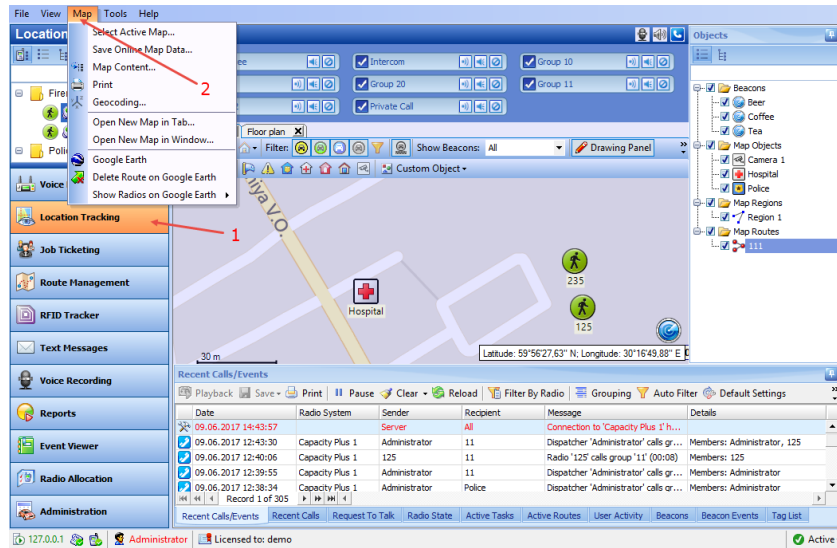 File View Map Tools Help
Location
Objects
Select Active Map...
Save Online Map Data...
Map Content...
Print
Geocoding...
Open New Map in Tab...
Open New Map in Window...
Google Earth
Delete Route on Google Earth
Show Radios on Google Earth
2
Intercom
Group 10
Group 20
Group 11
Private Call
Floor plan
Filter:
Show Beacons: All
Drawing Panel
Custom Object
Beacons
Beer
Coffee
Tea
Map Objects
Camera 1
Hospital
Police
Map Regions
Region 1
Map Routes
111
Voice
Location Tracking
1
Job Ticketing
Route Management
RFID Tracker
Text Messages
Voice Recording
Reports
Event Viewer
Radio Allocation
Administration
235
Hospital
125
30 m
Latitude: 59°56'27,63" N; Longitude: 30°16'49,88" E
Recent Calls/Events
Playback Save Print Pause Clear Reload Filter By Radio Grouping Auto Filter Default Settings
Date Radio System Sender Recipient Message Details
09.06.2017 14:43:57 Server All Connection to 'Capacity Plus 1' h...
09.06.2017 12:43:30 Capacity Plus 1 Administrator 11 Dispatcher 'Administrator' calls gr... Members: Administrator, 125
09.06.2017 12:40:06 Capacity Plus 1 125 11 Radio '125' calls group '11' (00:08) Members: 125
09.06.2017 12:39:55 Capacity Plus 1 Administrator 11 Dispatcher 'Administrator' calls gr... Members: Administrator
09.06.2017 12:38:34 Capacity Plus 1 Administrator Police Dispatcher 'Administrator' calls gr... Members: Administrator
Record 1 of 305
Recent Calls/Events Recent Calls Request To Talk Radio State Active Tasks Active Routes User Activity Beacons Beacon Events Tag List
127.0.0.1 Administrator Licensed to: demo Active